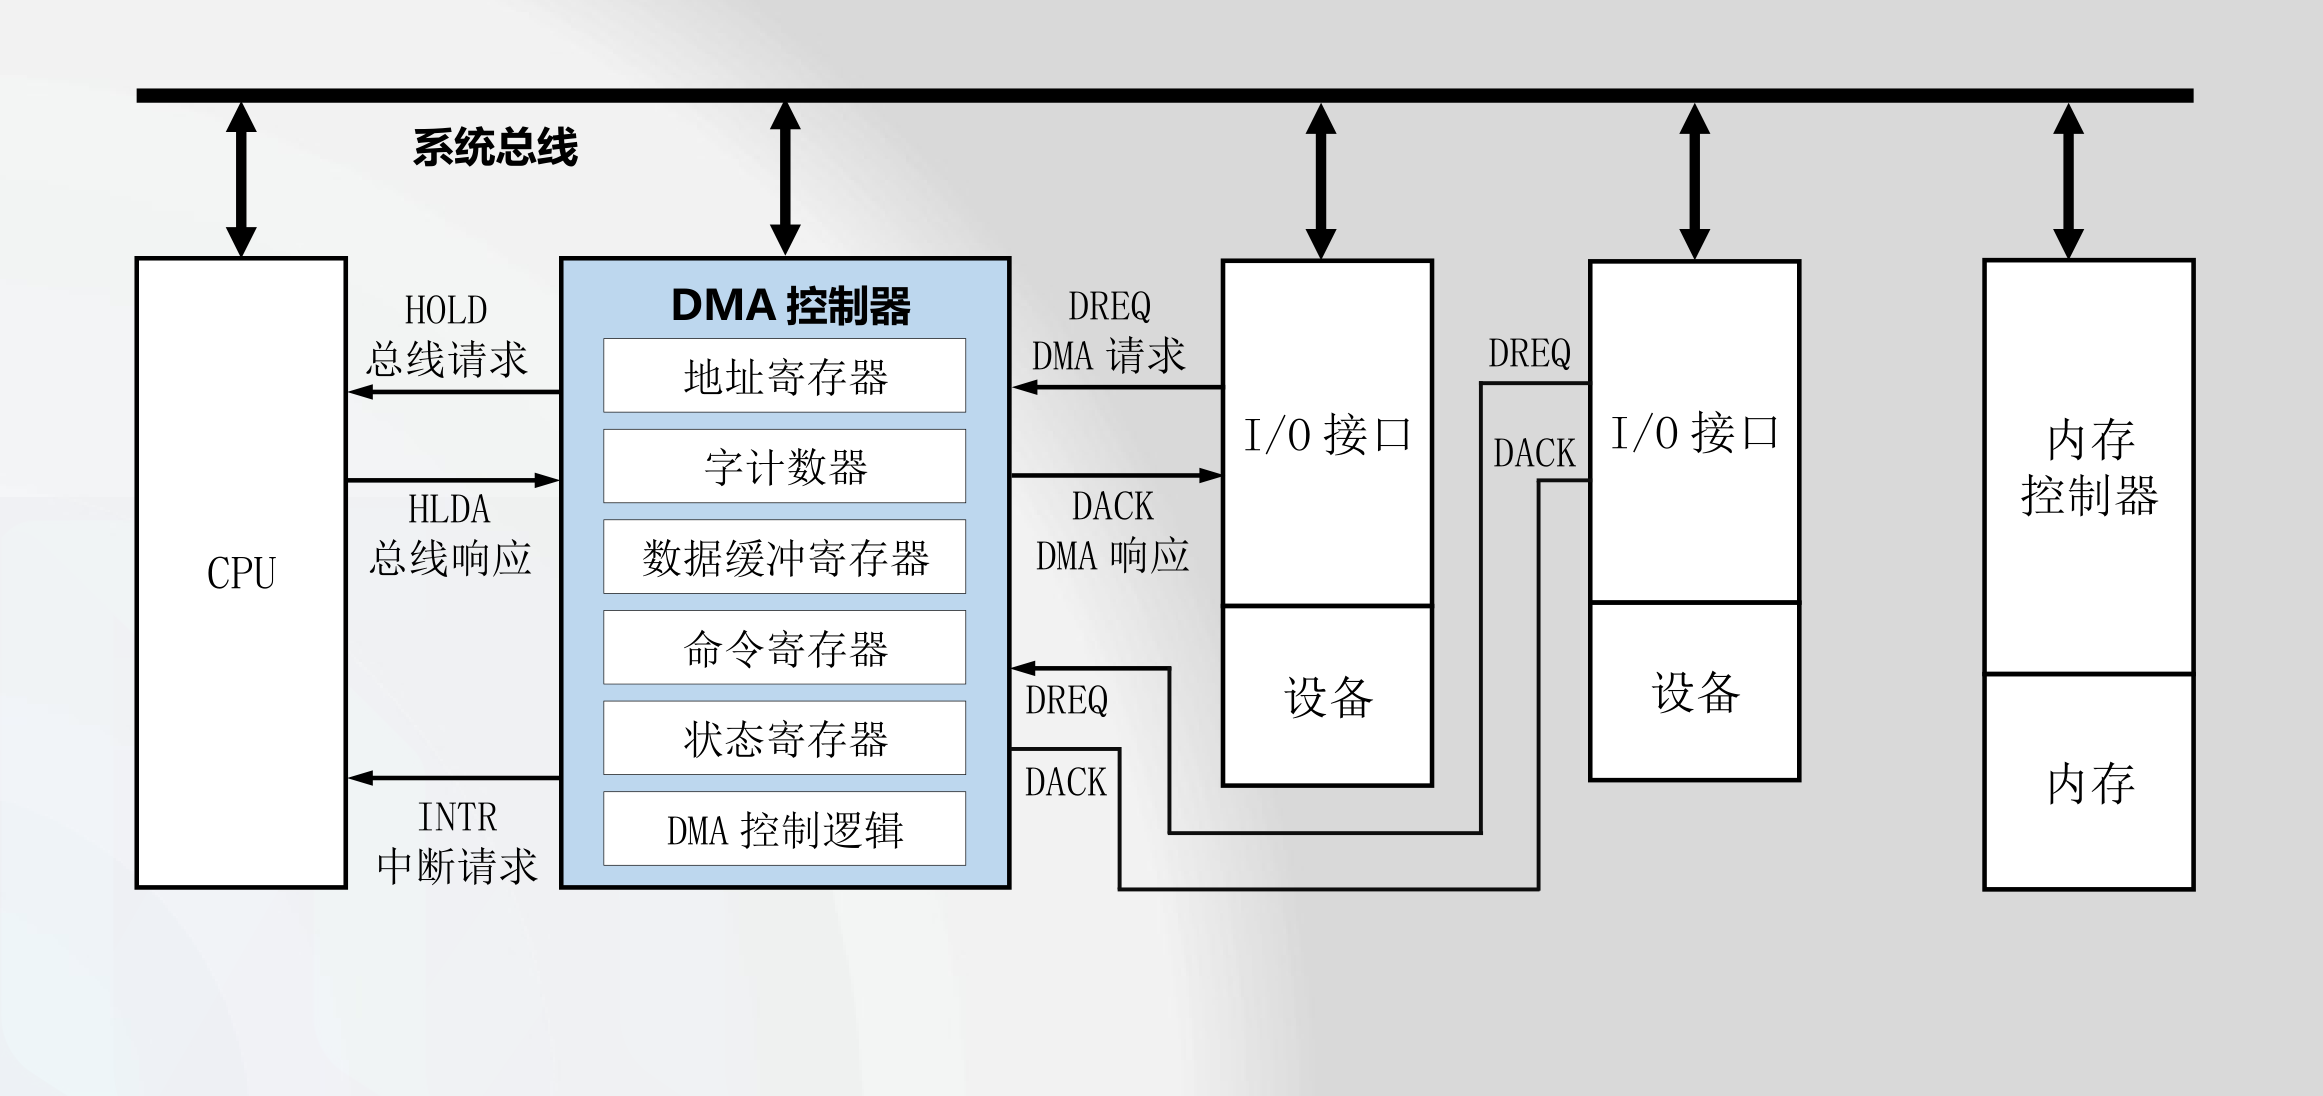 系统总线
CPU
HOLD
总线请求
HLDA
总线响应
INTR
中断请求
DMA 控制器
地址寄存器
字计数器
数据缓冲寄存器
命令寄存器
状态寄存器
DMA 控制逻辑
DREQ
DMA 请求
DACK
DMA 响应
DREQ
DACK
I/O 接口
设备
DREQ
DACK
I/O 接口
设备
内存
控制器
内存